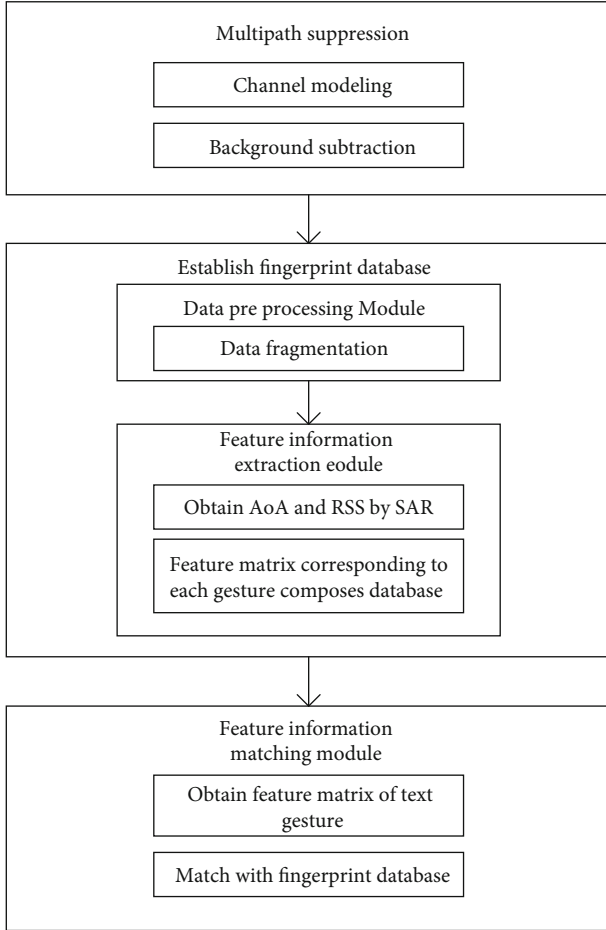 Multipath suppression
Channel modeling
Background subtraction
Establish fingerprint database
Data pre processing Module
Data fragmentation
Feature information
extraction eodule
Obtain AoA and RSS by SAR
Feature matrix corresponding to
each gesture composes database
Feature information
matching module
Obtain feature matrix of text
gesture
Match with fingerprint database